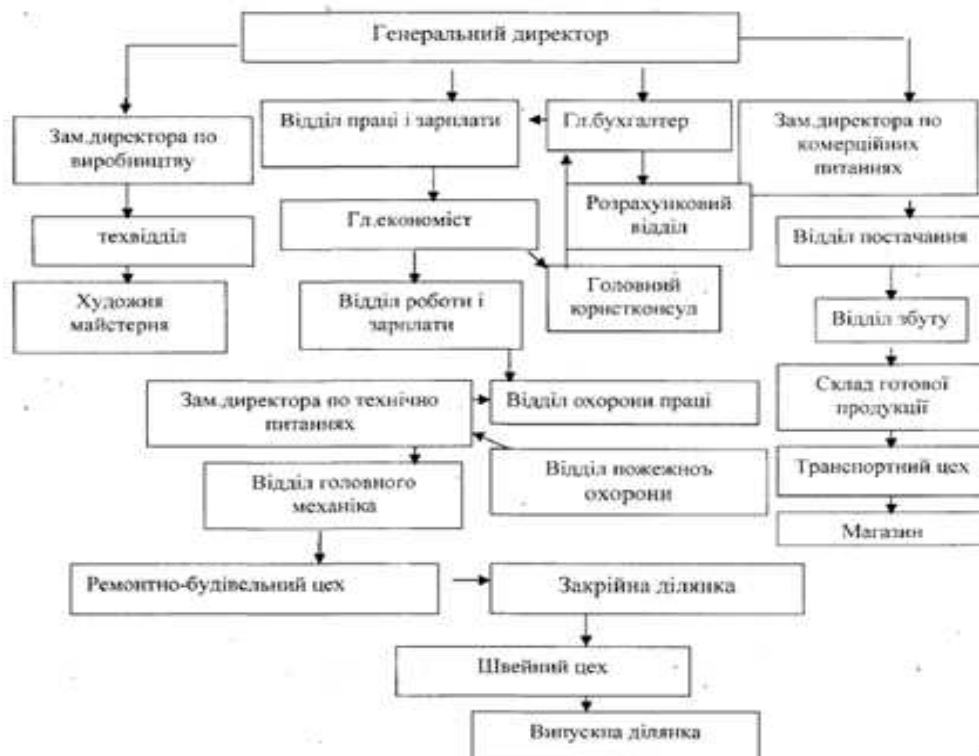 Генеральний директор
Зам.директора по
виробництву
Відділ праці і зарплати
Гл.бухгалтер
Зам.директора по
комерційних
питаннях
техвідділ
Гл.економіст
Розрахунковий
відділ
Відділ постачання
Художня
майстерня
Відділ роботи і
зарплати
Головний
юристконсул
Відділ збуту
Зам.директора по технічно
питаннях
Відділ охорони праці
Склад готової
продукції
Відділ головного
механіка
Відділ пожежноъ
охорони
Транспортний цех
Магазин
Ремонтно-будівельний цех
Закрійна ділянка
Швейний цех
Випускна ділянка